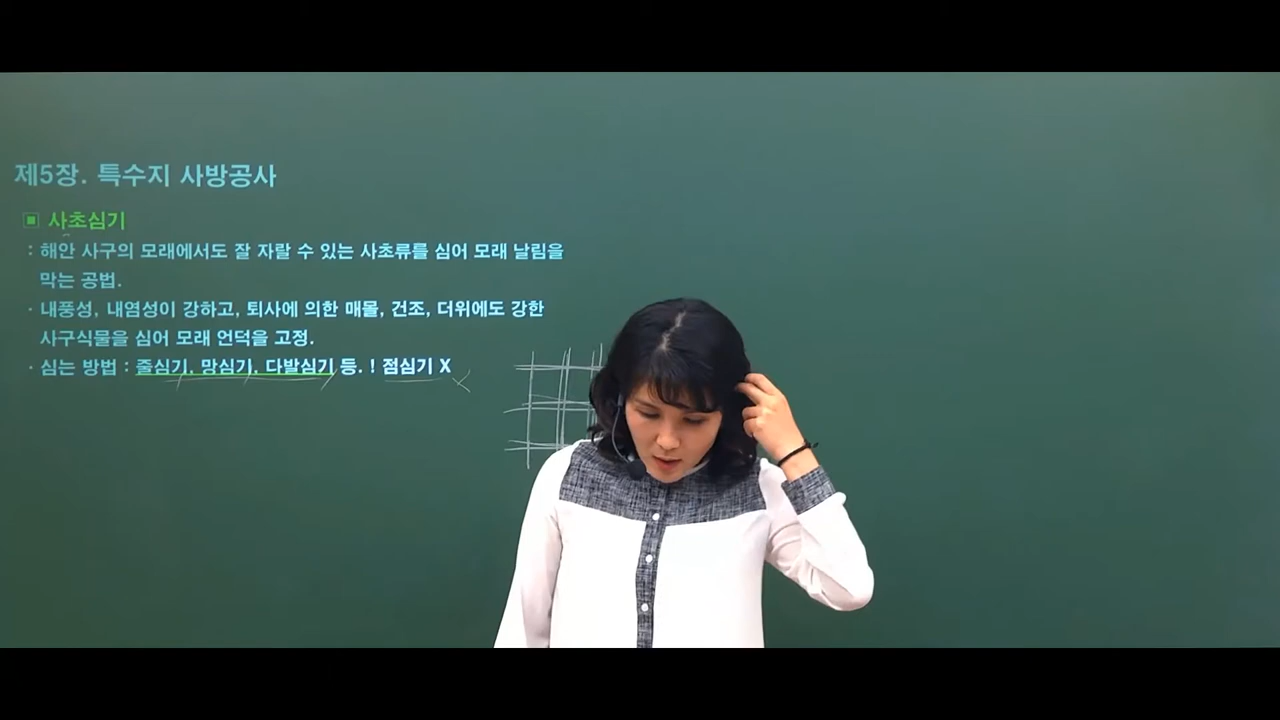 제5장. 특수지 사방공사
▣ 사초심기
: 해안 사구의 모래에서도 잘 자랄 수 있는 사초류를 심어 모래 날림을
막는 공법.
· 내풍성, 내염성이 강하고, 퇴사에 의한 매몰, 건조, 더위에도 강한
사구식물을 심어 모래 언덕을 고정.
· 심는 방법 : 줄심기, 망심기, 다발심기 등. ! 점심기 X